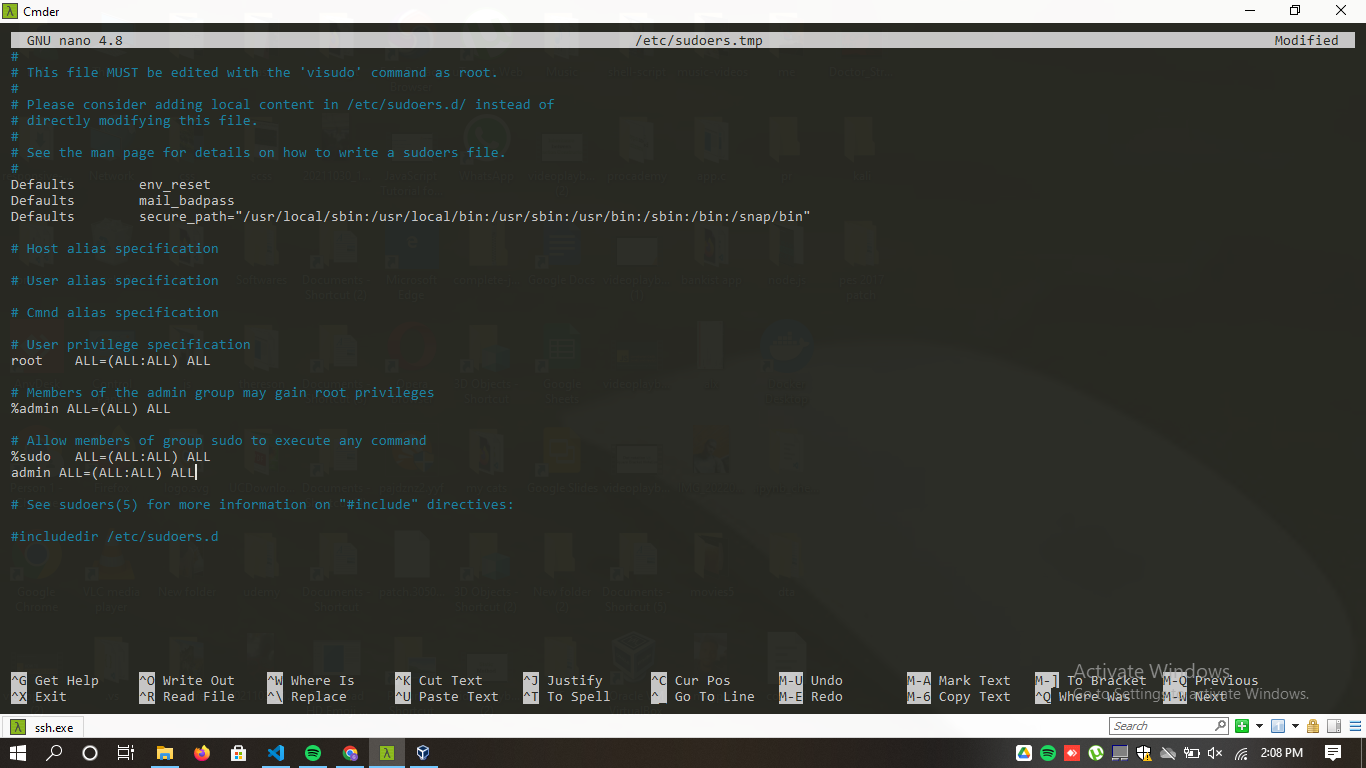 Cmder
GNU nano 4.8 /etc/sudoers.tmp Modified
#
# This file MUST be edited with the 'visudo' command as root.
#
# Please consider adding local content in /etc/sudoers.d/ instead of
# directly modifying this file.
#
# See the man page for details on how to write a sudoers file.
#
Defaults env_reset
Defaults mail_badpass
Defaults secure_path="/usr/local/sbin:/usr/local/bin:/usr/sbin:/usr/bin:/sbin:/bin:/snap/bin"
# Host alias specification
# User alias specification
# Cmnd alias specification
# User privilege specification
root ALL=(ALL:ALL) ALL
# Members of the admin group may gain root privileges
%admin ALL=(ALL) ALL
# Allow members of group sudo to execute any command
%sudo ALL=(ALL:ALL) ALL
admin ALL=(ALL:ALL) ALL
# See sudoers(5) for more information on "#include" directives:
#includedir /etc/sudoers.d
^G Get Help ^O Write Out ^W Where Is ^K Cut Text ^J Justify ^C Cur Pos M-U Undo M-A Mark Text M-] To Bracket M-Q Previous
^X Exit ^R Read File ^\ Replace ^U Paste Text ^T To Spell ^_ Go To Line M-E Redo M-6 Copy Text ^Q Where Was M-W Next
Activate Windows
Go to Settings to activate Windows.
ssh.exe
Search
2:08 PM